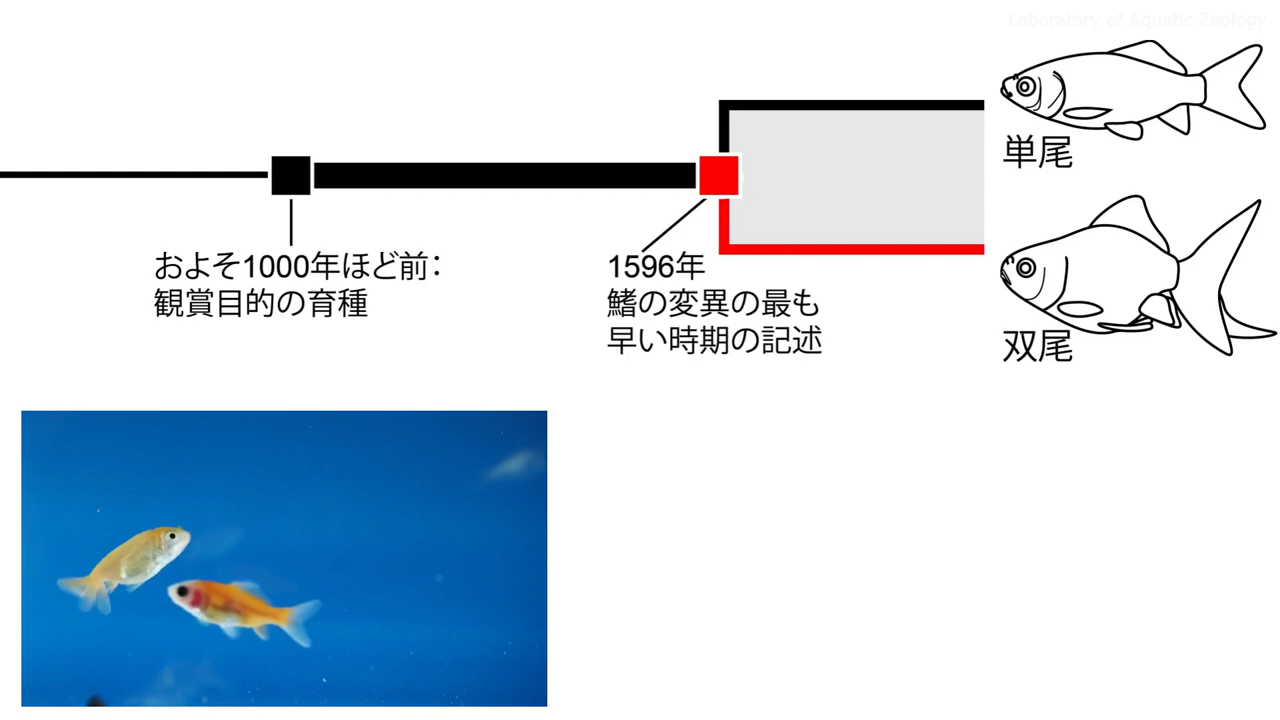 Laboratory of Aquatic Zoology
単尾
およそ1000年ほど前：
観賞目的の育種
1596年
鰭の変異の最も
早い時期の記述
双尾